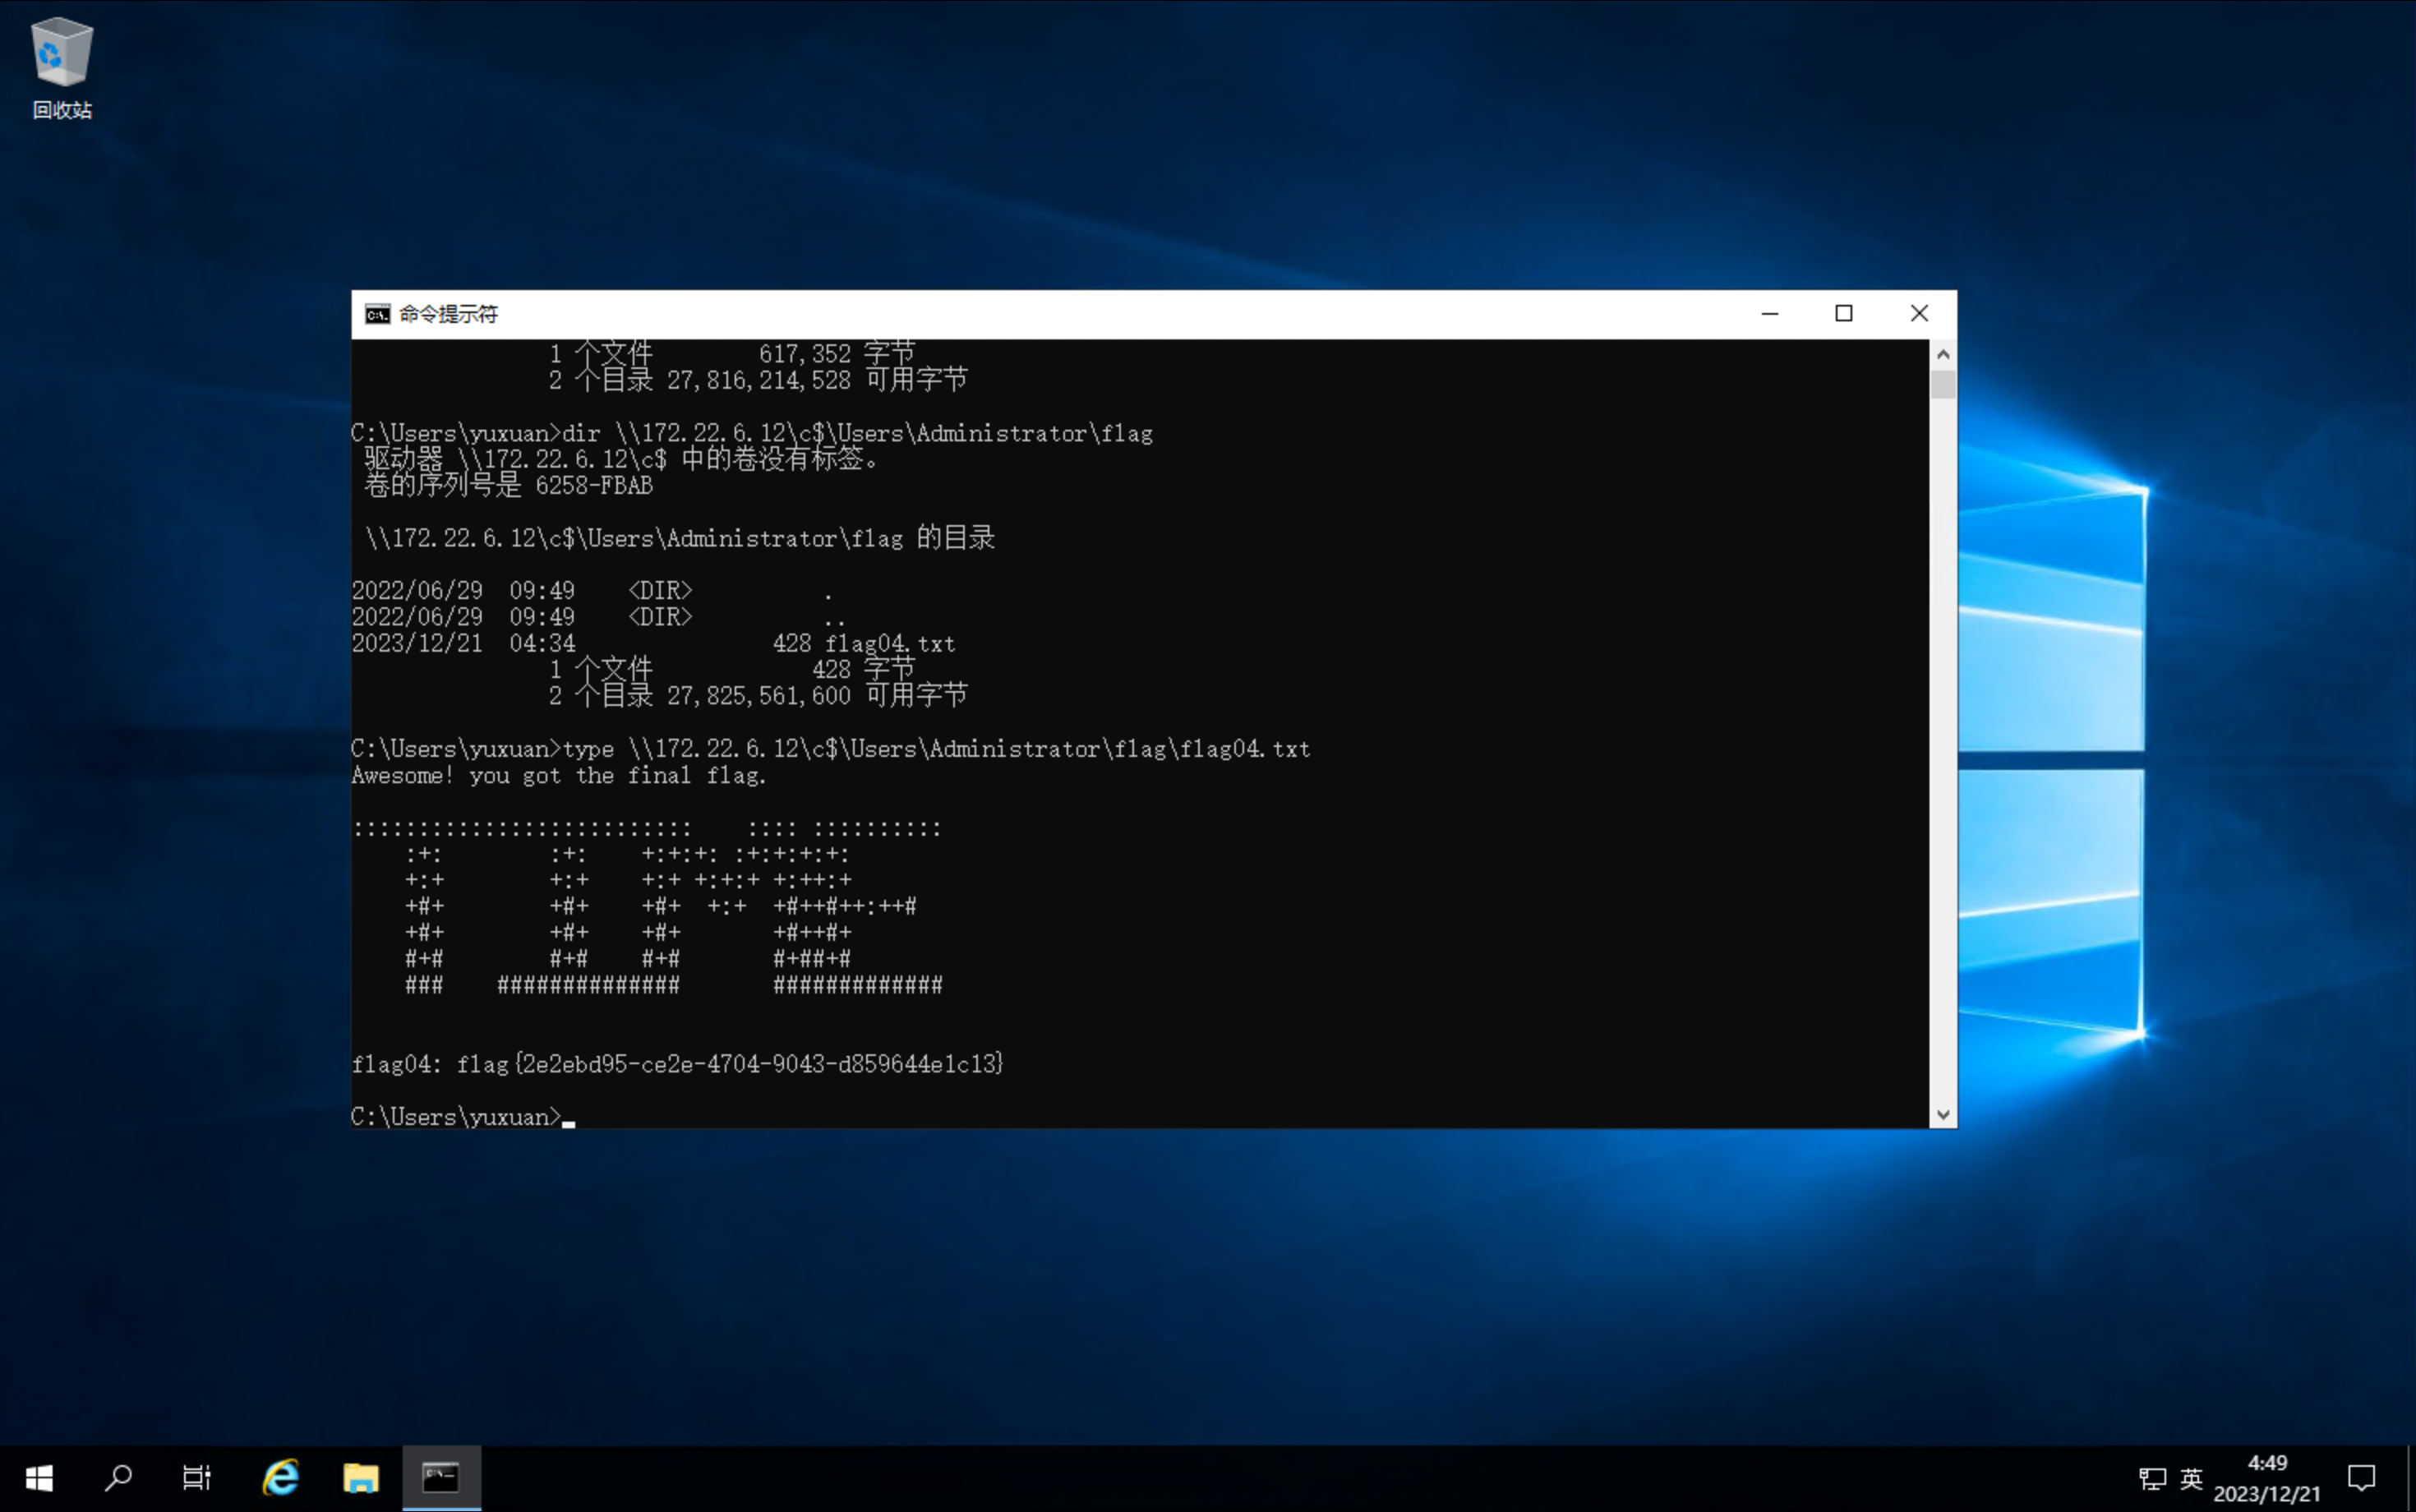 回收站
命令提示符
1 个文件        617,352 字节
2 个目录 27,816,214,528 可用字节
C:\Users\yuxuan>dir \\172.22.6.12\c$\Users\Administrator\flag
驱动器 \\172.22.6.12\c$ 中的卷没有标签。
卷的序列号是 6258-FBAB
\\172.22.6.12\c$\Users\Administrator\flag 的目录
2022/06/29  09:49    <DIR>          .
2022/06/29  09:49    <DIR>          ..
2023/12/21  04:34               428 flag04.txt
1 个文件            428 字节
2 个目录 27,825,561,600 可用字节
C:\Users\yuxuan>type \\172.22.6.12\c$\Users\Administrator\flag\flag04.txt
Awesome! you got the final flag.
::::::::::::::::::::::::::    :::: ::::::::::
    :+:        :+:    +:+:+: :+:+:+:+:
    +:+        +:+    +:+ +:+:+ +:++:+
    +#+        +#+    +#+  +:+  +#++#++:++#
    +#+        +#+    +#+       +#++#+
    #+#        #+#    #+#       #+##+#
    ###    ##############       #############
flag04: flag{2e2ebd95-ce2e-4704-9043-d859644e1c13}
C:\Users\yuxuan>
英
4:49
2023/12/21